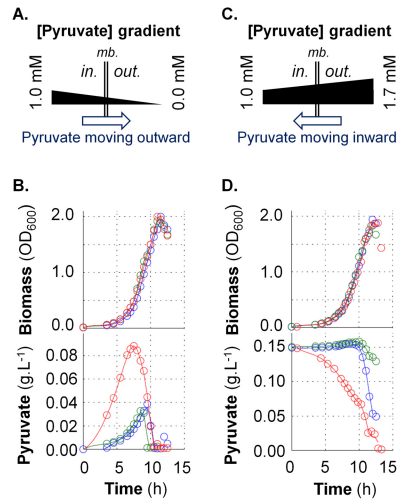 A.
[Pyruvate] gradient
mb.
in. out.
1.0 mM
0.0 mM
Pyruvate moving outward
C.
[Pyruvate] gradient
mb.
in. out.
1.0 mM
1.7 mM
Pyruvate moving inward
B.
Biomass (OD600)
2.0
1.0
0.0
Pyruvate (g.L-1)
0.08
0.06
0.04
0.02
0.00
0 5 10 15
Time (h)
D.
Biomass (OD600)
2.0
1.0
0.0
Pyruvate (g.L-1)
0.15
0.10
0.05
0.00
0 5 10 15
Time (h)